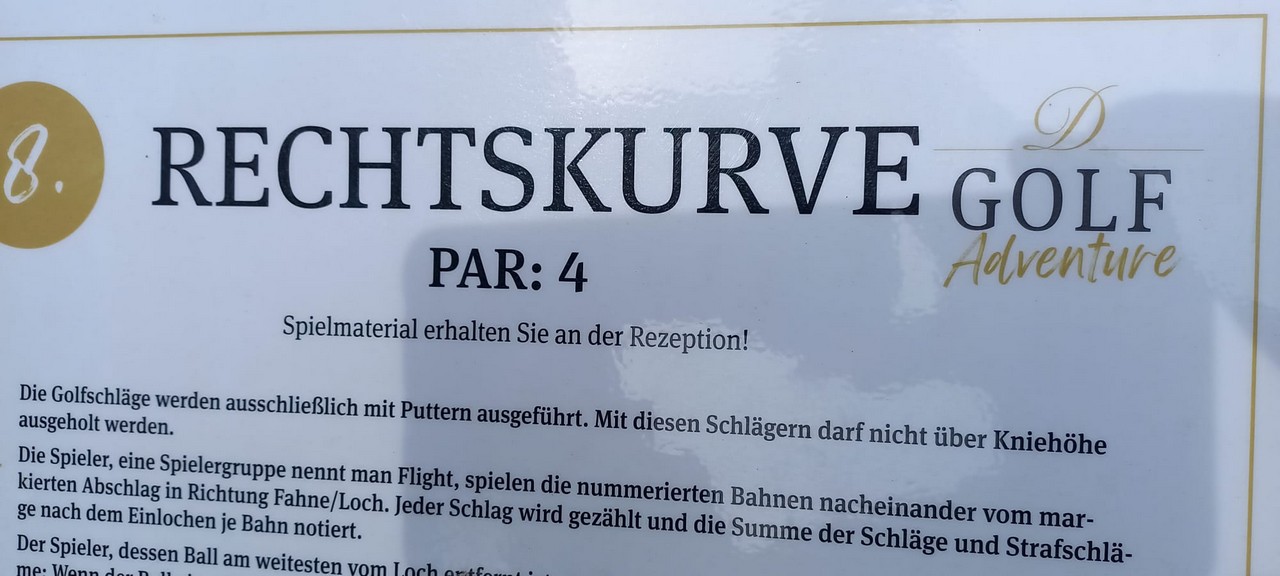 8.
RECHTSKURVE
D
GOLF
Adventure
PAR: 4
Spielmaterial erhalten Sie an der Rezeption!
Die Golfschläge werden ausschließlich mit Puttern ausgeführt. Mit diesen Schlägern darf nicht über Kniehöhe
ausgeholt werden.
Die Spieler, eine Spielergruppe nennt man Flight, spielen die nummerierten Bahnen nacheinander vom mar-
kierten Abschlag in Richtung Fahne/Loch. Jeder Schlag wird gezählt und die Summe der Schläge und Strafschlä-
ge nach dem Einlochen je Bahn notiert.
Der Spieler, dessen Ball am weitesten vom Loch
me: Wenn der